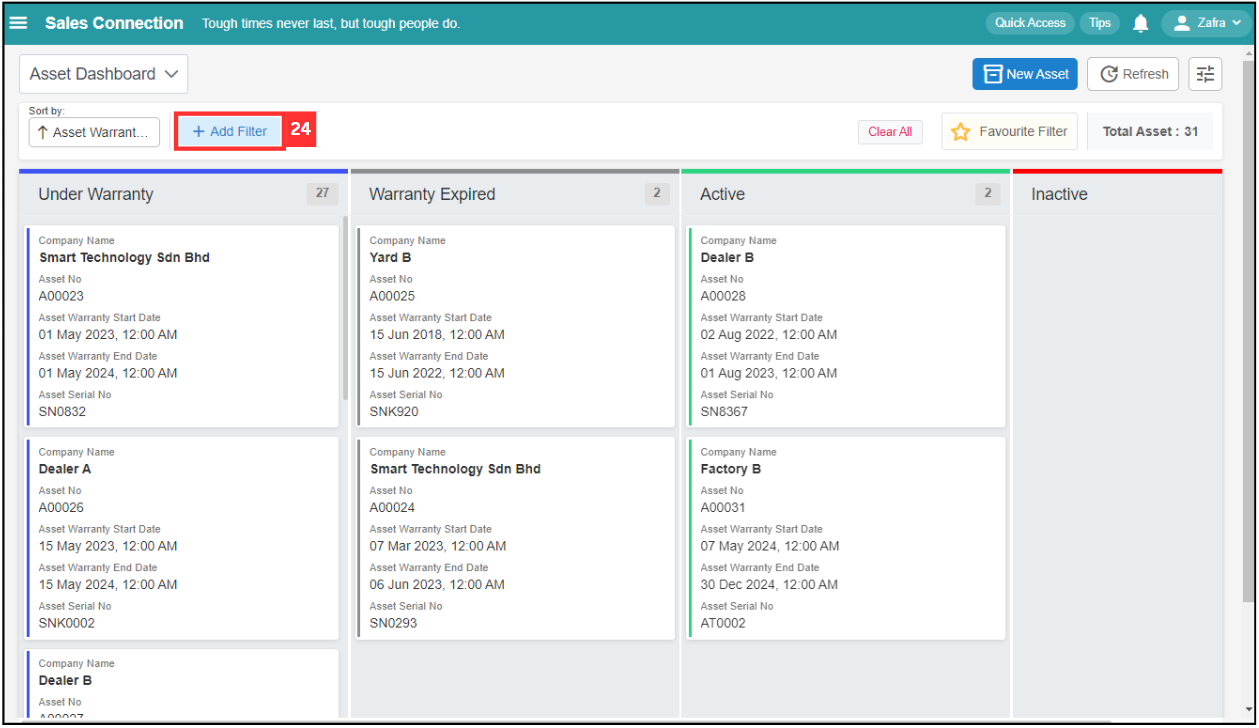 Sales Connection Tough times never last, but tough people do. Quick Access Tips Zafra
Asset Dashboard New Asset Refresh
Sort by:
Asset Warrant... + Add Filter 24 Clear All Favourite Filter Total Asset : 31
Under Warranty 27
Company Name
Smart Technology Sdn Bhd
Asset No
A00023
Asset Warranty Start Date
01 May 2023, 12:00 AM
Asset Warranty End Date
01 May 2024, 12:00 AM
Asset Serial No
SN0832
Company Name
Dealer A
Asset No
A00026
Asset Warranty Start Date
15 May 2023, 12:00 AM
Asset Warranty End Date
15 May 2024, 12:00 AM
Asset Serial No
SNK0002
Company Name
Dealer B
Asset No
A00027
Warranty Expired 2
Company Name
Yard B
Asset No
A00025
Asset Warranty Start Date
15 Jun 2018, 12:00 AM
Asset Warranty End Date
15 Jun 2022, 12:00 AM
Asset Serial No
SNK920
Company Name
Smart Technology Sdn Bhd
Asset No
A00024
Asset Warranty Start Date
07 Mar 2023, 12:00 AM
Asset Warranty End Date
06 Jun 2023, 12:00 AM
Asset Serial No
SN0293
Active 2
Company Name
Dealer B
Asset No
A00028
Asset Warranty Start Date
02 Aug 2022, 12:00 AM
Asset Warranty End Date
01 Aug 2023, 12:00 AM
Asset Serial No
SN8367
Company Name
Factory B
Asset No
A00031
Asset Warranty Start Date
07 May 2024, 12:00 AM
Asset Warranty End Date
30 Dec 2024, 12:00 AM
Asset Serial No
AT0002
Inactive